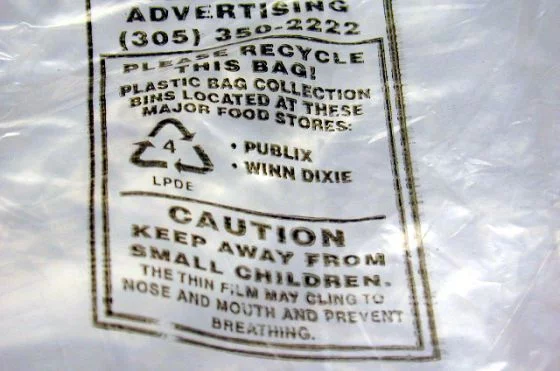 ADVERTISING
(305) 350-2222
PLEASE RECYCLE
THIS BAG!
PLASTIC BAG COLLECTION
BINS LOCATED AT THESE
MAJOR FOOD STORES:
4
LPDE
• PUBLIX
• WINN DIXIE
CAUTION
KEEP AWAY FROM
SMALL CHILDREN.
THE THIN FILM MAY CLING TO
NOSE AND MOUTH AND PREVENT
BREATHING.